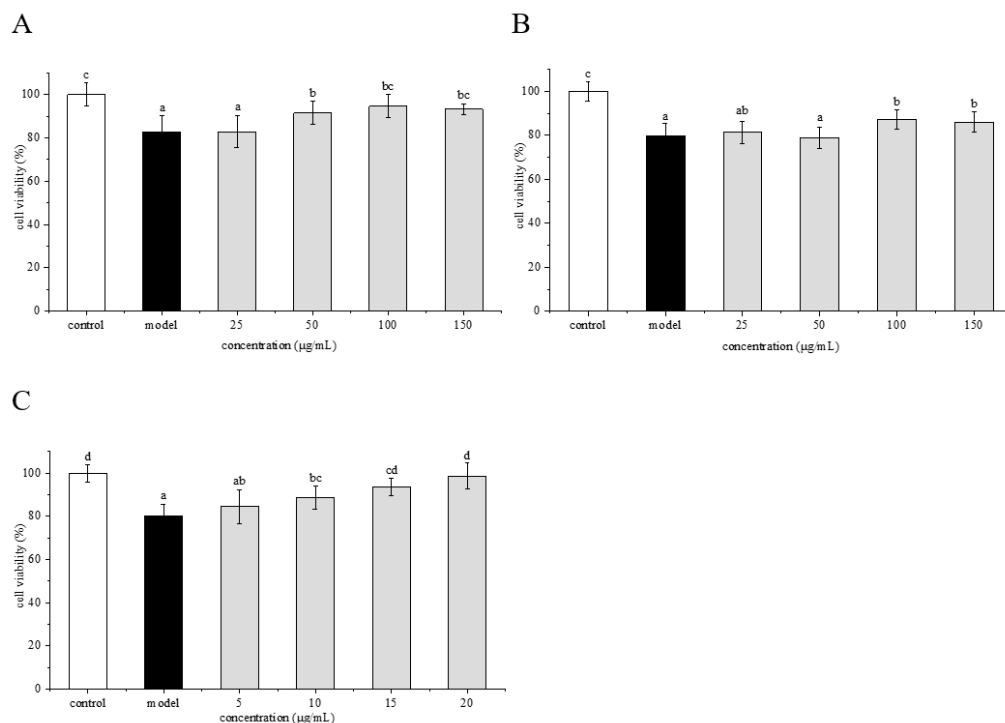 A
cell viability (%)
100
80
60
40
20
0
c
a
a
b
bc
bc
control
model
25
50
100
150
concentration (μg/mL)
B
cell viability (%)
100
80
60
40
20
0
c
a
ab
a
b
b
control
model
25
50
100
150
concentration (μg/mL)
C
cell viability (%)
100
80
60
40
20
0
d
a
ab
bc
cd
d
control
model
5
10
15
20
concentration (μg/mL)